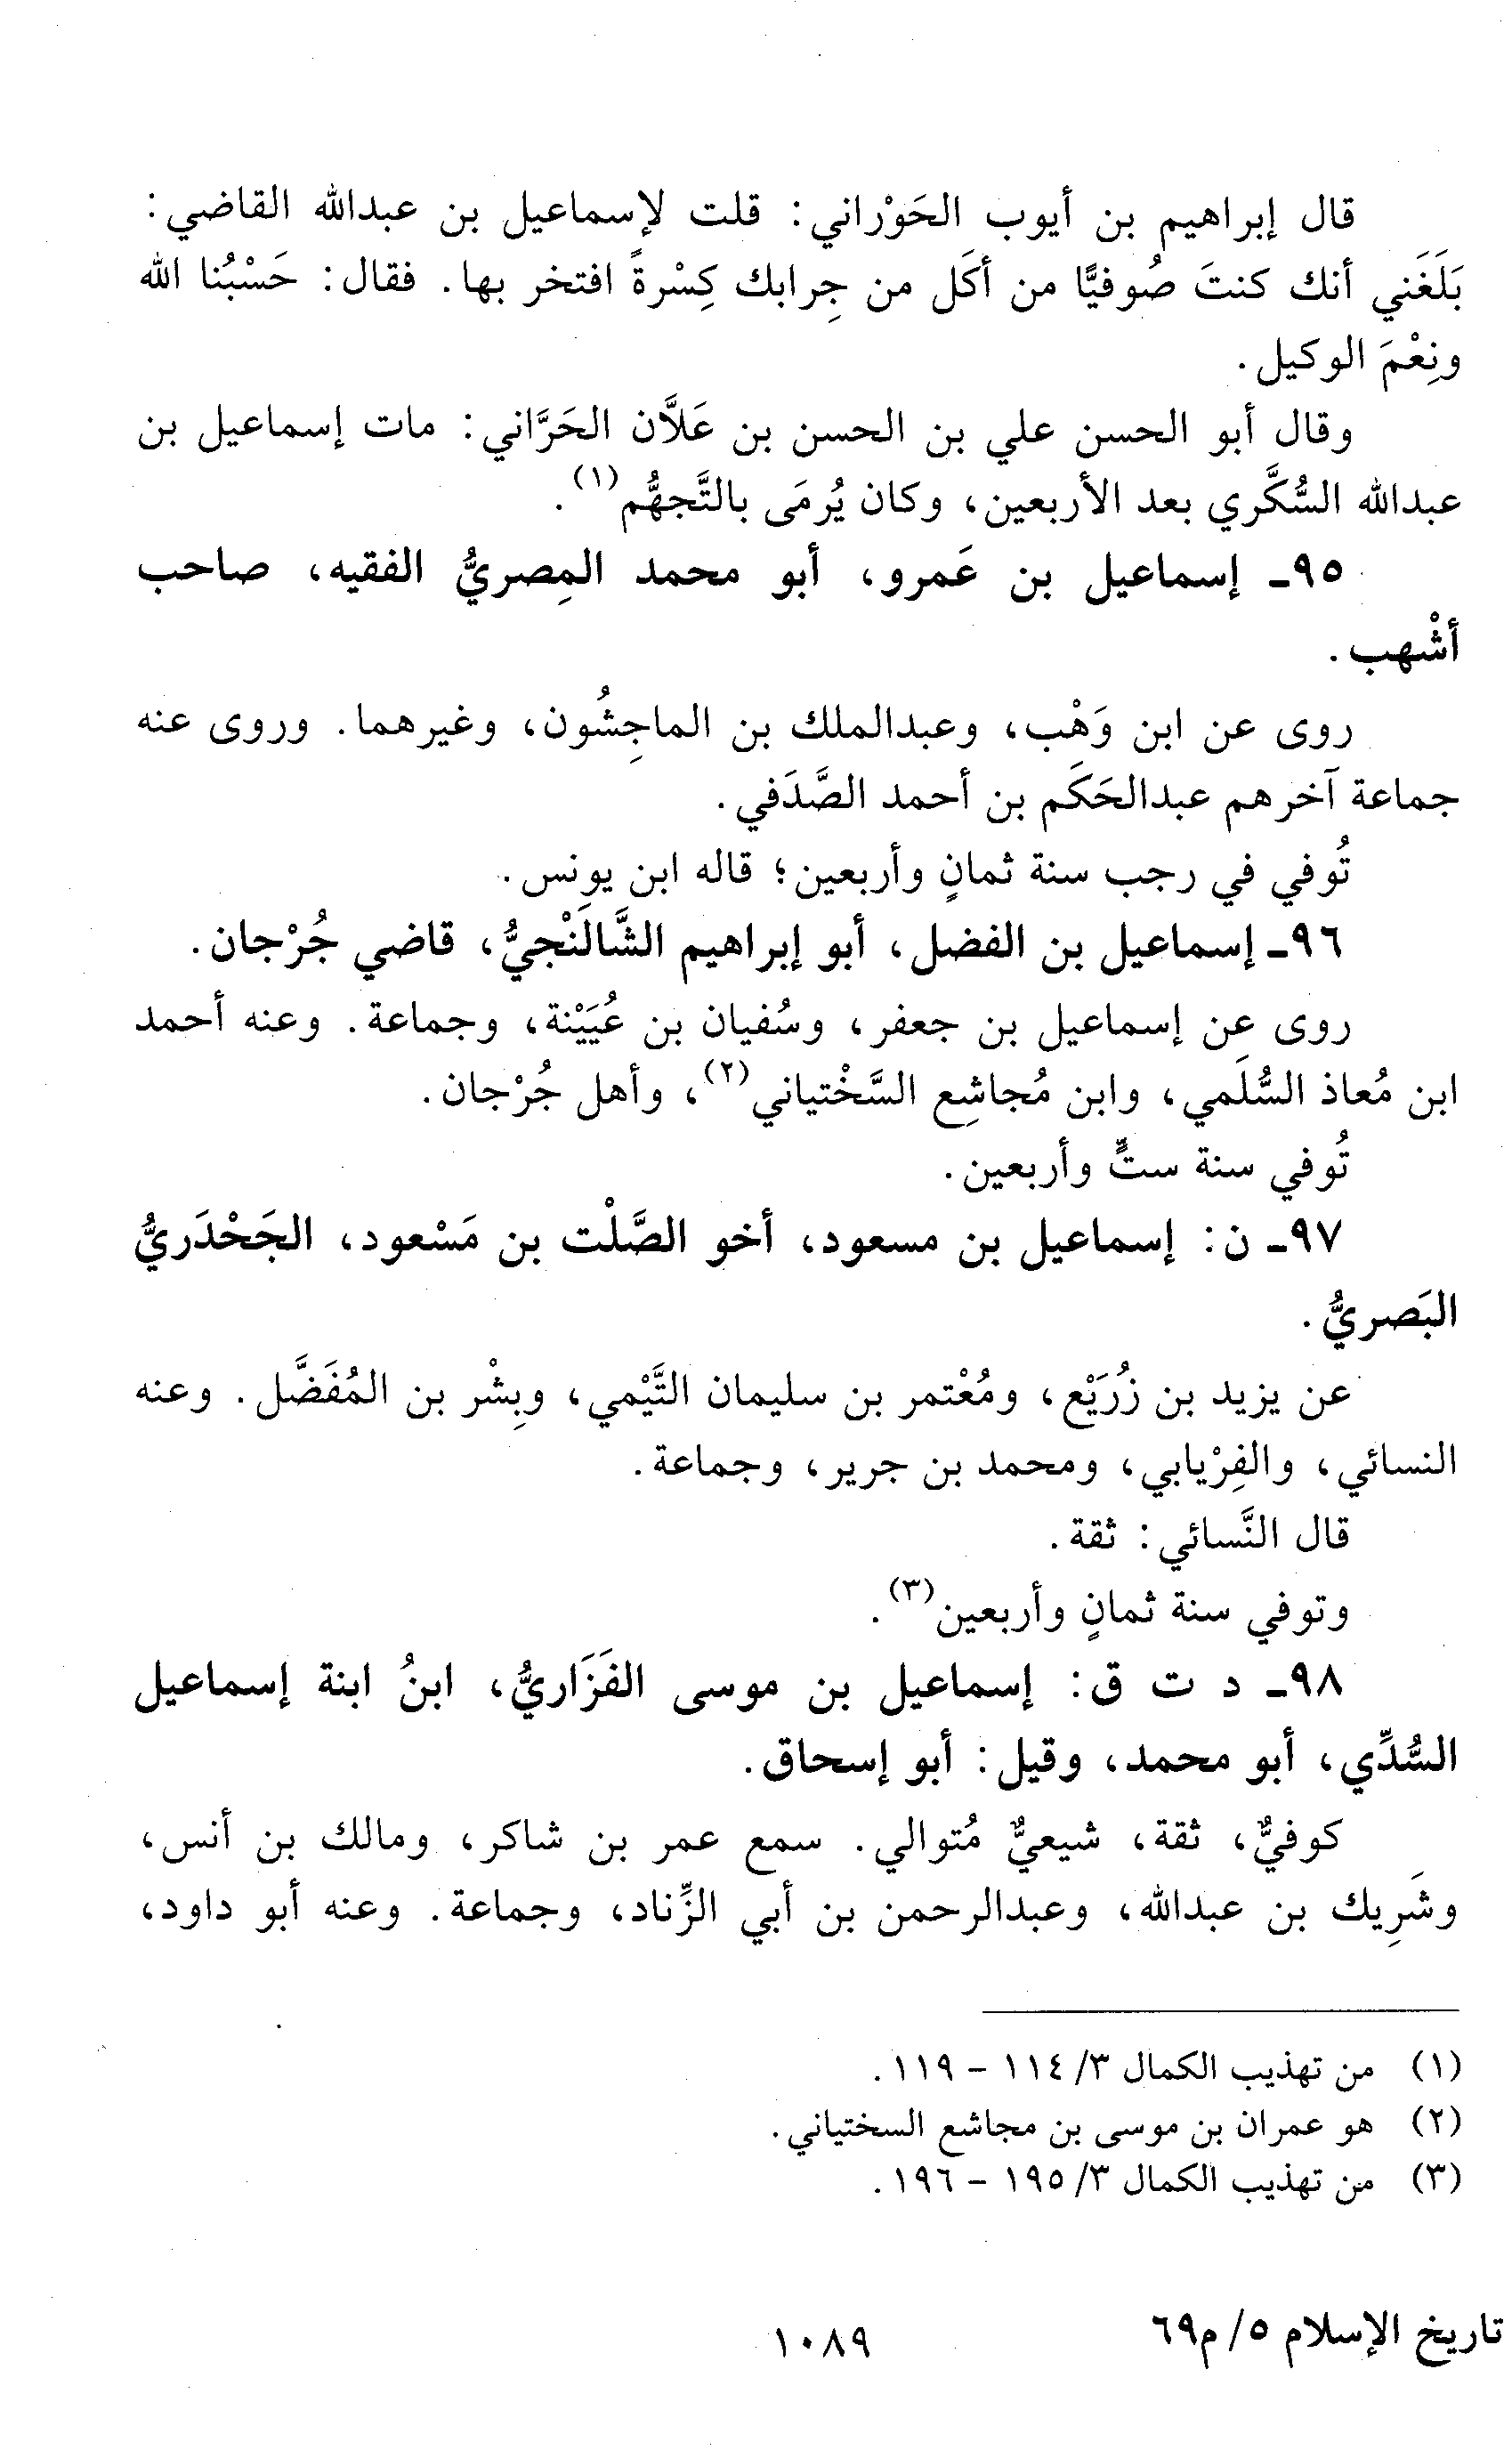 قال إبراهيم بن أيوب الحَوْراني: قلت لإسماعيل بن عبدالله القاضي:
بَلَغَني أنك كنتَ صُوفيًّا من أكَل من جِرابك كِسْرةً افتخر بها. فقال: حَسْبُنا الله
ونِعْمَ الوكيل.
وقال أبو الحسن علي بن الحسن بن عَلاَّن الحَرَّاني: مات إسماعيل بن
عبدالله السُّكَّري بعد الأربعين، وكان يُرمَى بالتَّجهُّم(١).
٩٥ـ إسماعيل بن عَمرو، أبو محمد المِصريُّ الفقيه، صاحب
أشْهب.
روى عن ابن وَهْب، وعبدالملك بن الماجِشُون، وغيرهما. وروى عنه
جماعة آخرهم عبدالحَكَم بن أحمد الصَّدَفي.
تُوفي في رجب سنة ثمانٍ وأربعين؛ قاله ابن يونس.
٩٦ـ إسماعيل بن الفضل، أبو إبراهيم الشَّالَنْجيُّ، قاضي جُرْجان.
روى عن إسماعيل بن جعفر، وسُفيان بن عُيَيْنة، وجماعة. وعنه أحمد
ابن مُعاذ السُّلَمي، وابن مُجاشِع السَّخْتياني(٢)، وأهل جُرْجان.
تُوفي سنة ستٍّ وأربعين.
٩٧ـ ن: إسماعيل بن مسعود، أخو الصَّلْت بن مَسْعود، الجَحْدَريُّ
البَصريُّ.
عن يزيد بن زُرَيْع، ومُعْتمر بن سليمان التَّيْمي، وبِشْر بن المُفَضَّل. وعنه
النسائي، والفِرْيابي، ومحمد بن جرير، وجماعة.
قال النَّسائي: ثقة.
وتوفي سنة ثمانٍ وأربعين(٣).
٩٨ـ د ت ق: إسماعيل بن موسى الفَزَاريُّ، ابنُ ابنة إسماعيل
السُّدِّي، أبو محمد، وقيل: أبو إسحاق.
كوفيٌّ، ثقة، شيعيٌّ مُتوالي. سمع عمر بن شاكر، ومالك بن أنس،
وشَرِيك بن عبدالله، وعبدالرحمن بن أبي الزِّناد، وجماعة. وعنه أبو داود،
(١) من تهذيب الكمال ٣/ ١١٤ - ١١٩.
(٢) هو عمران بن موسى بن مجاشع السختياني.
(٣) من تهذيب الكمال ٣/ ١٩٥ - ١٩٦.
تاريخ الإسلام ٥/ م٦٩
١٠٨٩